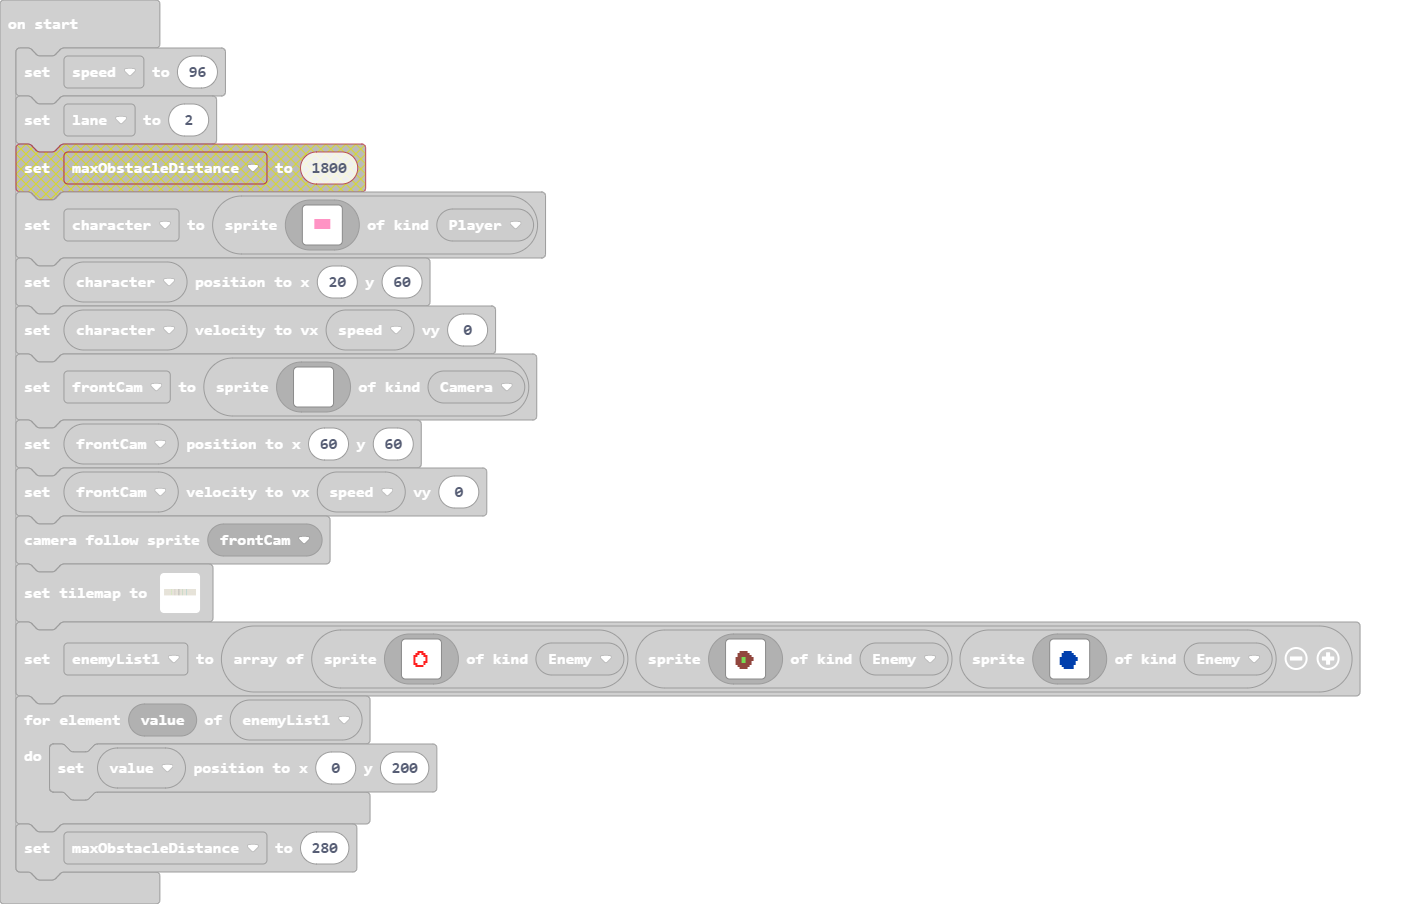 on start
set speed to 96
set lane to 2
set maxObstacleDistance to 1800
set character to sprite of kind Player
set character position to x 20 y 60
set character velocity to vx speed vy 0
set frontCam to sprite of kind Camera
set frontCam position to x 60 y 60
set frontCam velocity to vx speed vy 0
camera follow sprite frontCam
set tilemap to
set enemyList1 to array of sprite of kind Enemy sprite of kind Enemy sprite of kind Enemy
for element value of enemyList1
do set value position to x 0 y 200
set maxObstacleDistance to 280